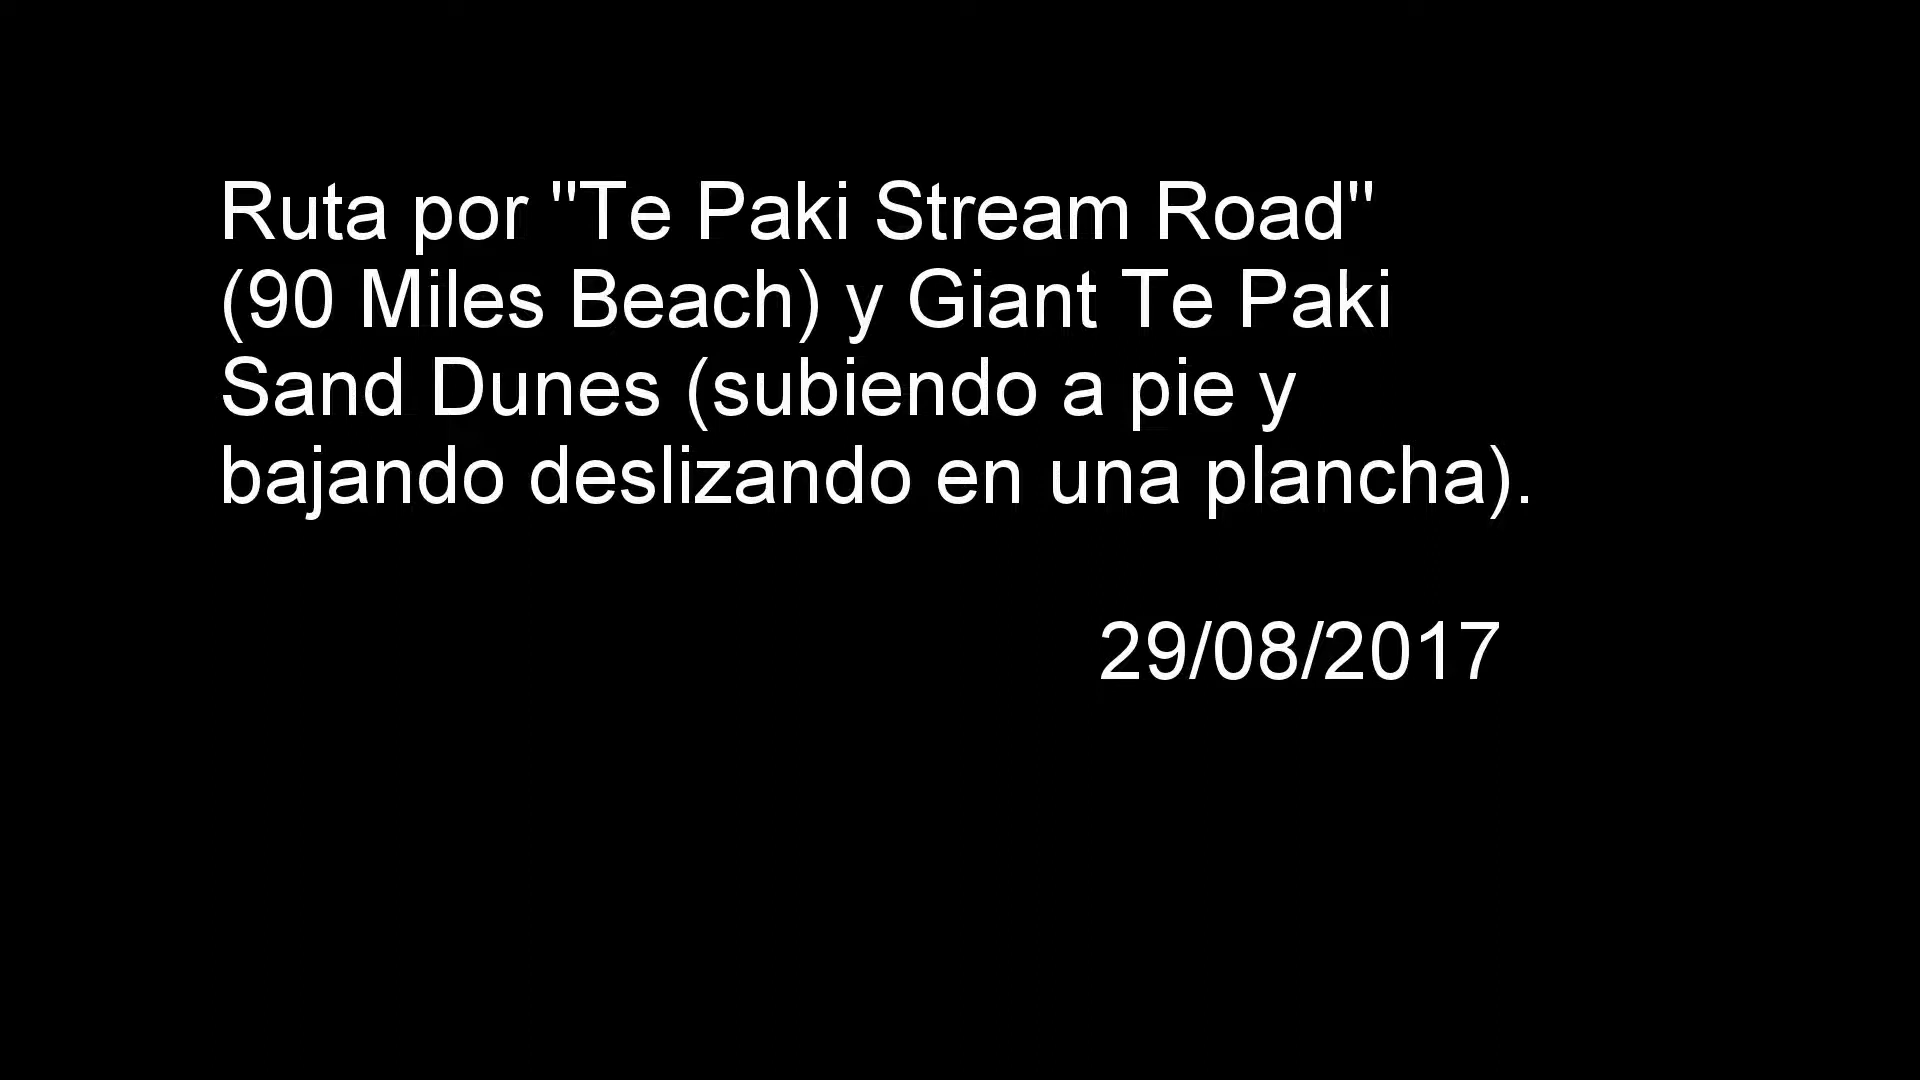 Ruta por "Te Paki Stream Road"
(90 Miles Beach) y Giant Te Paki
Sand Dunes (subiendo a pie y
bajando deslizando en una plancha).
29/08/2017